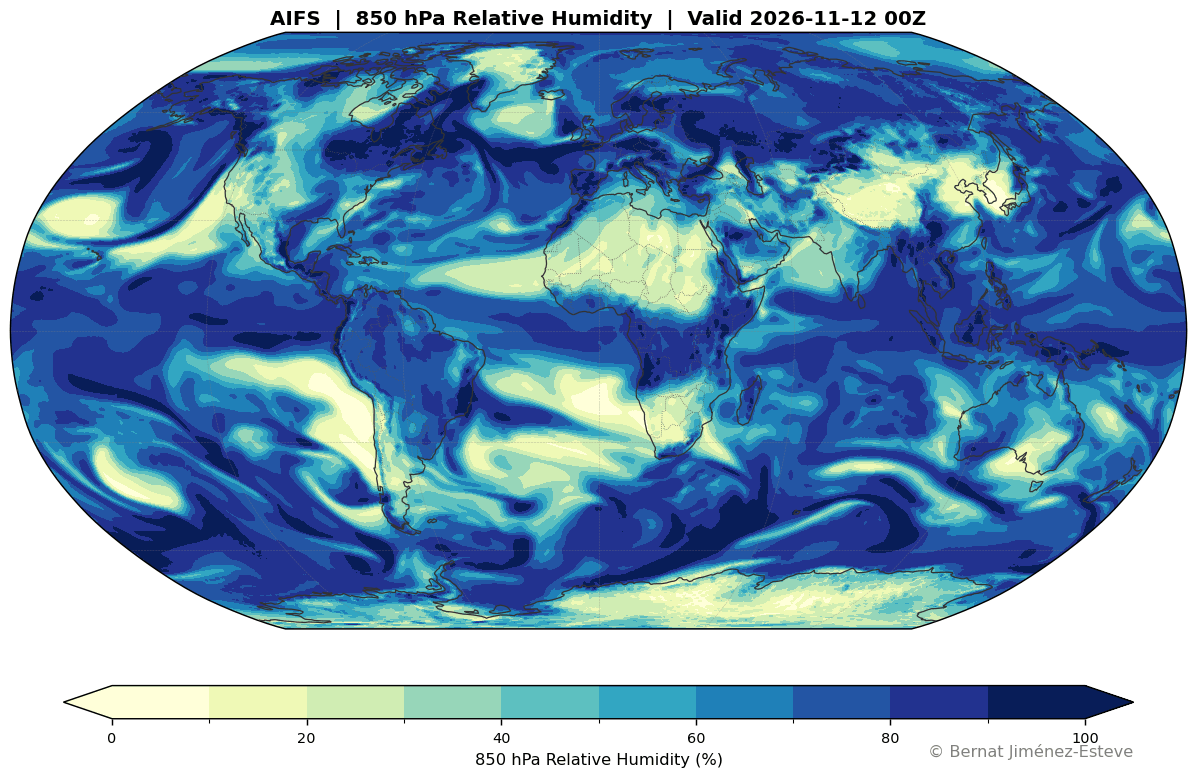 AIFS | 850 hPa Relative Humidity | Valid 2026-11-12 00Z
0 20 40 60 80 100
850 hPa Relative Humidity (%)
© Bernat Jiménez-Esteve